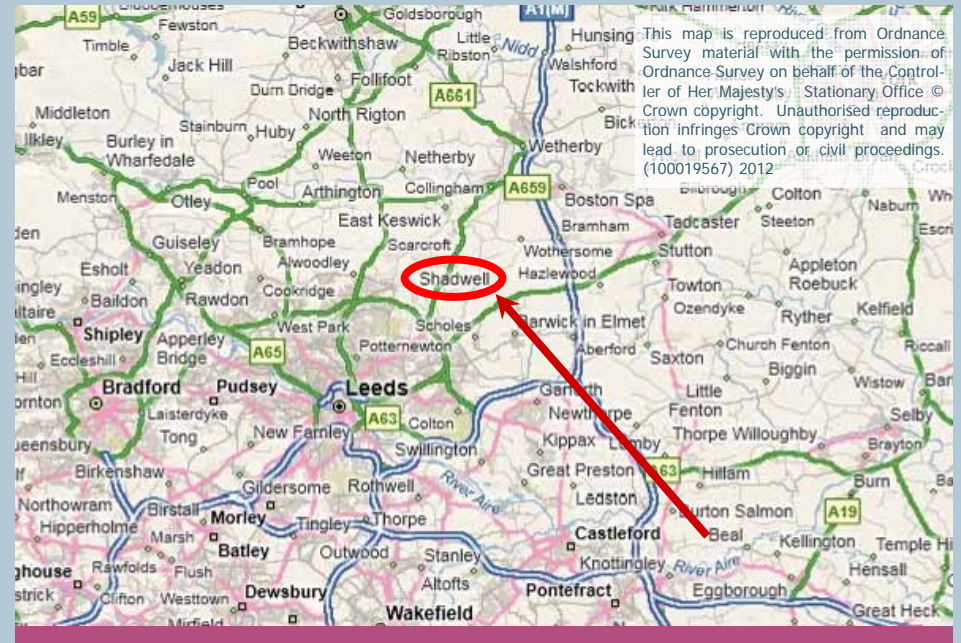 A59
Fewston
Timble
Jack Hill
Beckwithshaw
Goldsborough
Little
Ribston
Nidd
A1(M)
Walshford
Tockwith
This map is reproduced from Ordnance
Survey material with the permission of
Ordnance Survey on behalf of the Control-
ler of Her Majesty's Stationary Office ©
Crown copyright. Unauthorised reproduc-
tion infringes Crown copyright and may
lead to prosecution or civil proceedings.
(100019567) 2012
Follifoot
Burn Bridge
A661
North Rigton
Middleton
Ilkley
Burley in
Wharfedale
Stainburn
Huby
Weeton
Netherby
Wetherby
Menston
Otley
Pool
Arthington
Collingham
A659
Boston Spa
Colton
Nabum
East Keswick
Bramham
Tadcaster
Steeton
Guiseley
Bramhope
Scarcroft
Wothersome
Stutton
Esholt
Yeadon
Alwoodley
Shadwell
Hazlewood
Towton
Appleton
Roebuck
Baildon
Rawdon
Cookridge
Ozendyke
Ryther
Kelfield
Shipley
Apperley
Bridge
West Park
Scholes
Barwick in Elmet
Eccleshill
A65
Potternewton
Aberford
Saxton
Church Fenton
Riccall
Bradford
Pudsey
Leeds
Garforth
Little
Fenton
Biggin
Wistow
Laisterdyke
A63
Colton
Newthorpe
Selby
Tong
New Farnley
Swillington
Kippax
Lumby
Thorpe Willoughby
Brayton
Birkenshaw
Gildersome
Rothwell
River Aire
Great Preston
A63
Hillam
Burn
Northowram
Birstall
Morley
Ledston
Burton Salmon
A19
Hipperholme
Tingley
Thorpe
Castleford
Beal
Marsh
Batley
Outwood
Stanley
Knottingley
River Aire
Kellington
Rawfolds
Flush
Altofts
Pontefract
Eggborough
Hensall
Clifton
Westtown
Dewsbury
Wakefield
Great Heck
Mirfield